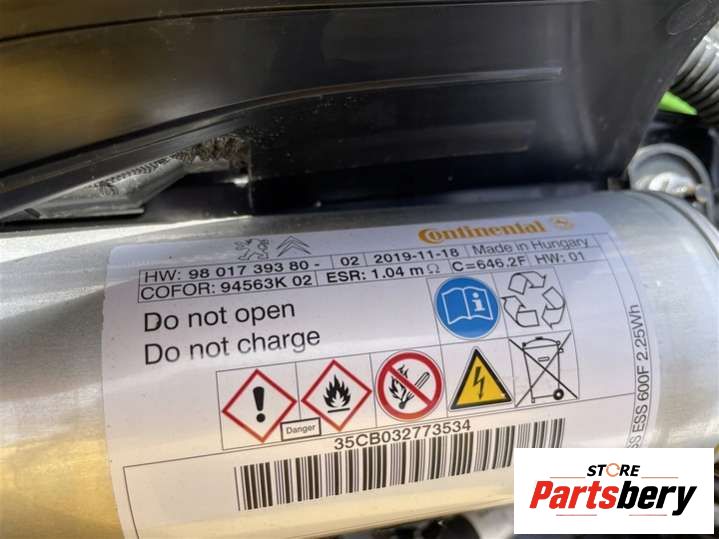 Continental
HW: 98 017 393 80 - 02 2019-11-18 Made in Hungary
COFOR: 94563K 02 ESR: 1.04 m Ω C=646.2F HW: 01
Do not open
Do not charge
Danger
35CB032773534
ESS 600F 2.25Wh
STORE
Partsbery